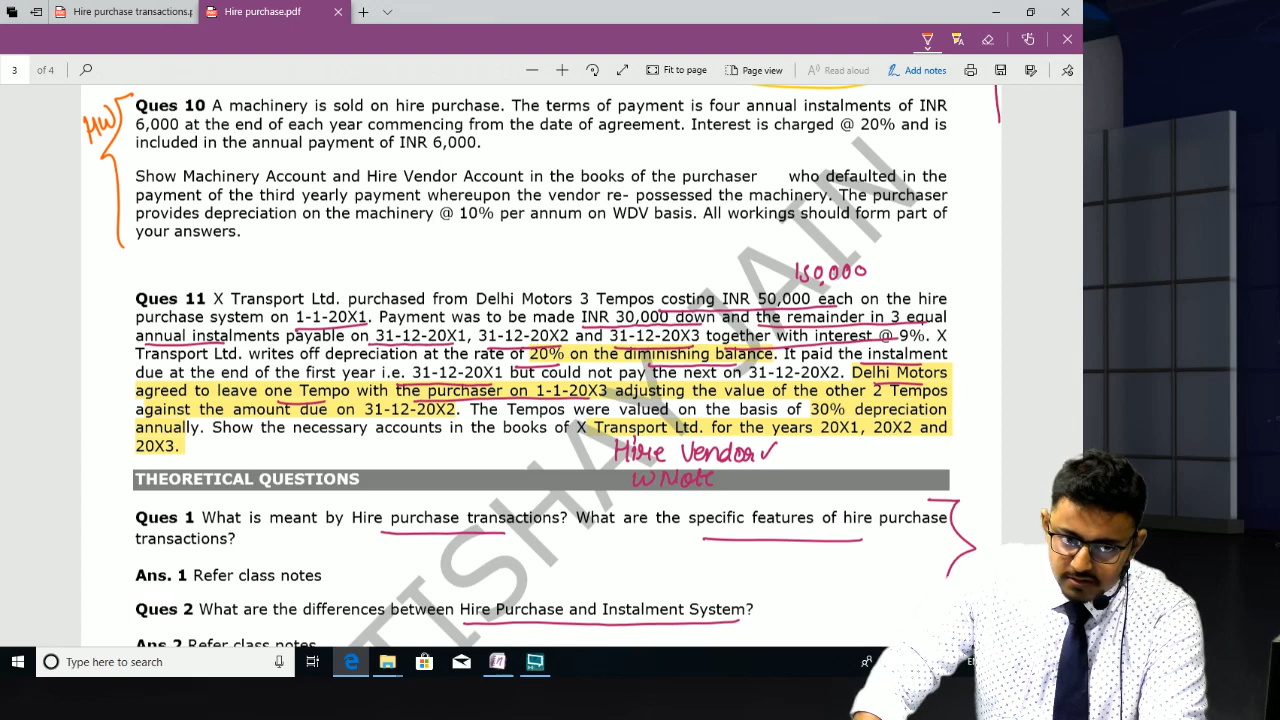 Hire purchase transactions.p
Hire purchase.pdf
3 of 4
Fit to page
Page view
Read aloud
Add notes
HW
Ques 10 A machinery is sold on hire purchase. The terms of payment is four annual instalments of INR
6,000 at the end of each year commencing from the date of agreement. Interest is charged @ 20% and is
included in the annual payment of INR 6,000.
Show Machinery Account and Hire Vendor Account in the books of the purchaser who defaulted in the
payment of the third yearly payment whereupon the vendor re- possessed the machinery. The purchaser
provides depreciation on the machinery @ 10% per annum on WDV basis. All workings should form part of
your answers.
150,000
Ques 11 X Transport Ltd. purchased from Delhi Motors 3 Tempos costing INR 50,000 each on the hire
purchase system on 1-1-20X1. Payment was to be made INR 30,000 down and the remainder in 3 equal
annual instalments payable on 31-12-20X1, 31-12-20X2 and 31-12-20X3 together with interest @ 9%. X
Transport Ltd. writes off depreciation at the rate of 20% on the diminishing balance. It paid the instalment
due at the end of the first year i.e. 31-12-20X1 but could not pay the next on 31-12-20X2. Delhi Motors
agreed to leave one Tempo with the purchaser on 1-1-20X3 adjusting the value of the other 2 Tempos
against the amount due on 31-12-20X2. The Tempos were valued on the basis of 30% depreciation
annually. Show the necessary accounts in the books of X Transport Ltd. for the years 20X1, 20X2 and
20X3.
Hire Vendor ✓
WNote
THEORETICAL QUESTIONS
Ques 1 What is meant by Hire purchase transactions? What are the specific features of hire purchase
transactions?
Ans. 1 Refer class notes
Ques 2 What are the differences between Hire Purchase and Instalment System?
Ans 2 Refer class notes
TISHAY JAIN
Type here to search